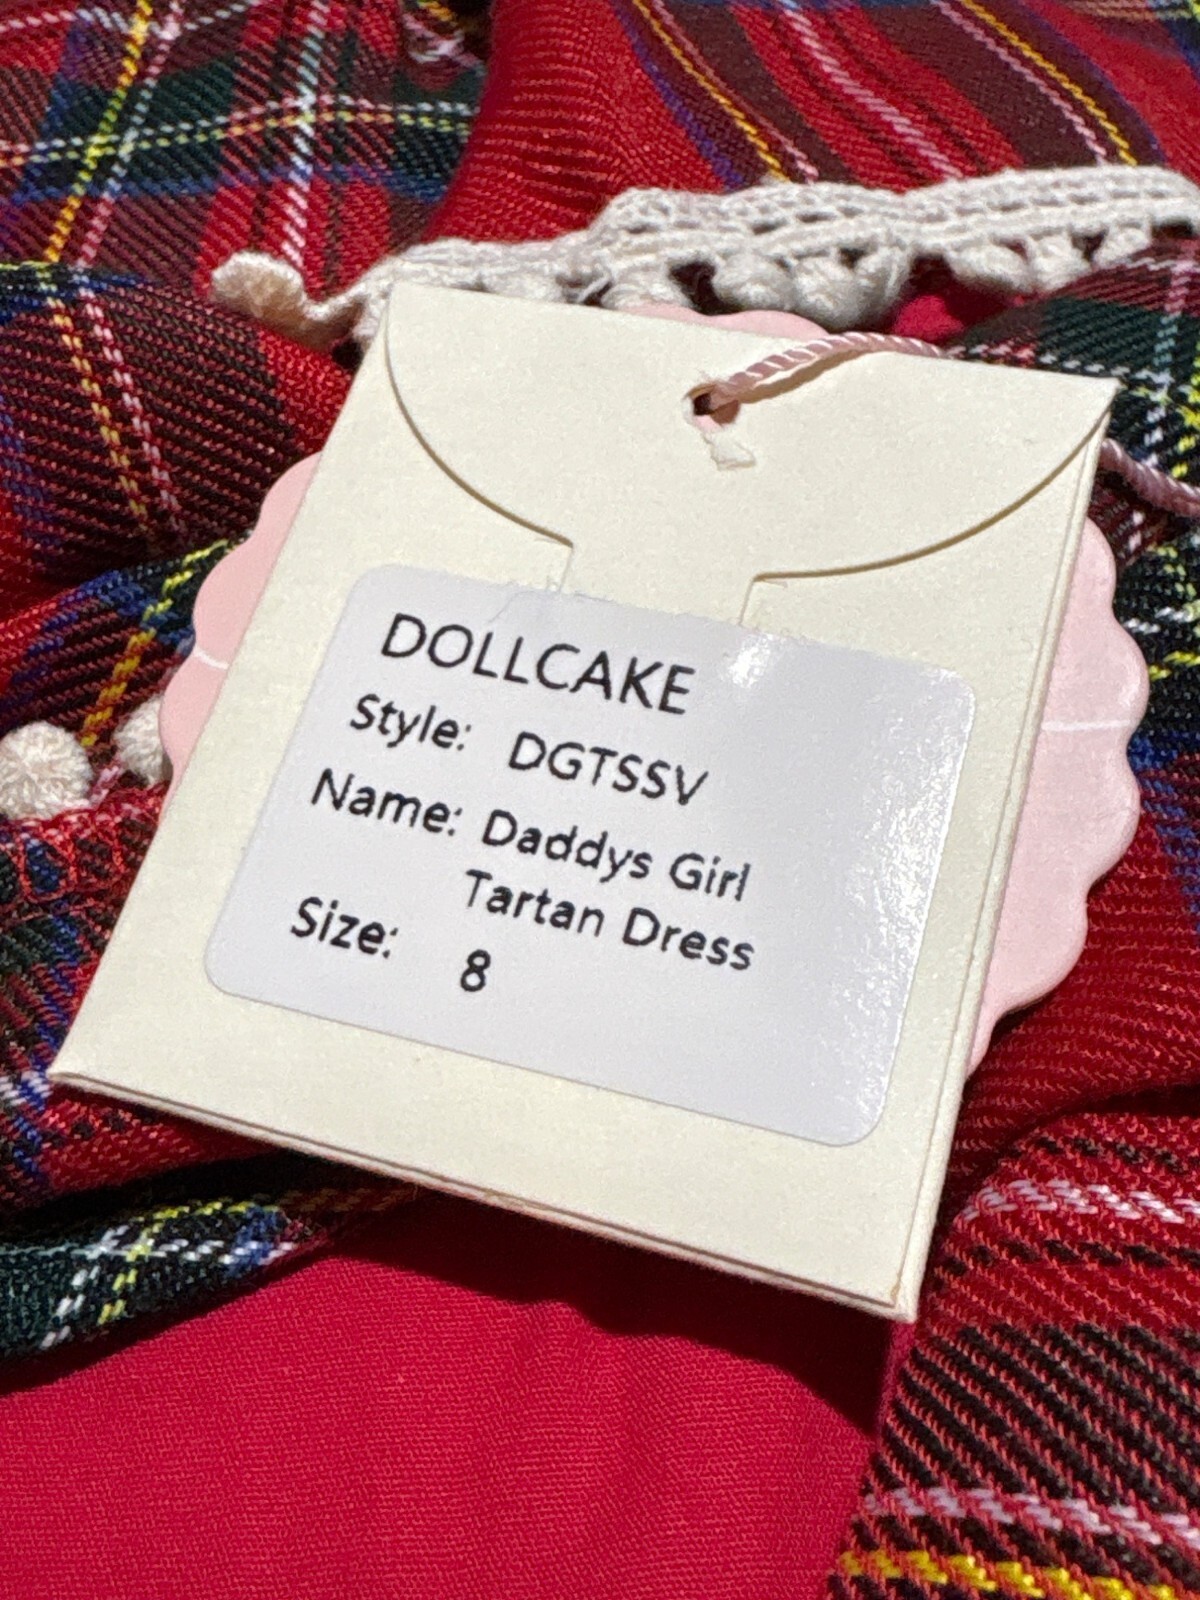 DOLLCAKE
Style: DGTSSV
Name: Daddys Girl
Tartan Dress
Size: 8